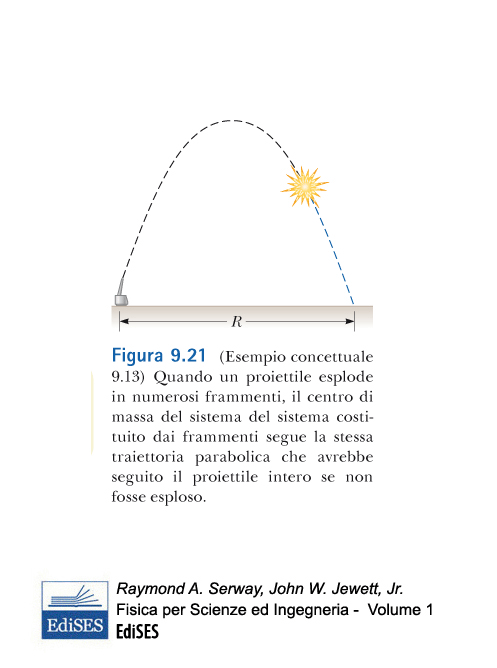 R
Figura 9.21 (Esempio concettuale
9.13) Quando un proiettile esplode
in numerosi frammenti, il centro di
massa del sistema del sistema costi-
tuito dai frammenti segue la stessa
traiettoria parabolica che avrebbe
seguito il proiettile intero se non
fosse esploso.
Raymond A. Serway, John W. Jewett, Jr.
Fisica per Scienze ed Ingegneria - Volume 1
EdiSES
EdiSES